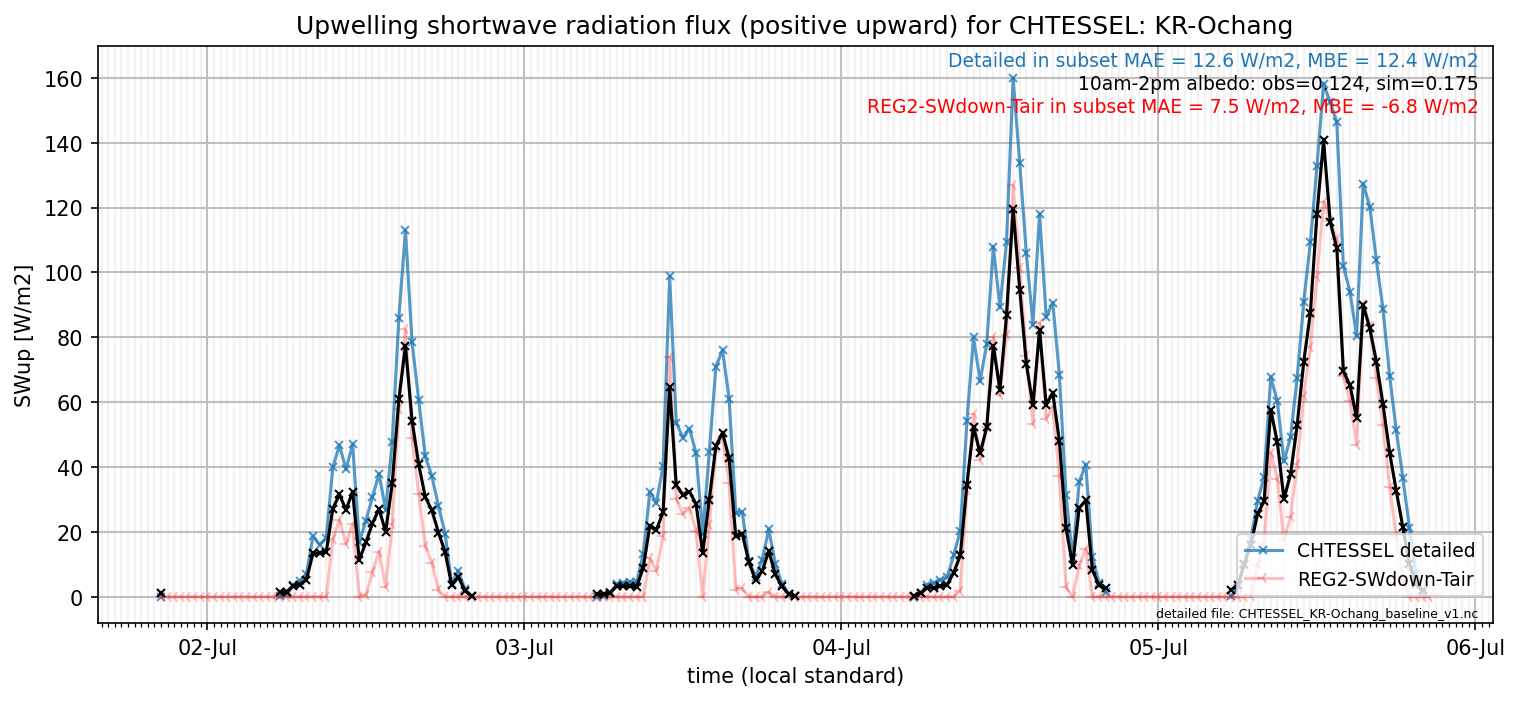 Upwelling shortwave radiation flux (positive upward) for CHTESSEL: KR-Ochang
Detailed in subset MAE = 12.6 W/m2, MBE = 12.4 W/m2
10am-2pm albedo: obs=0.124, sim=0.175
REG2-SWdown-Tair in subset MAE = 7.5 W/m2, MBE = -6.8 W/m2
SWup [W/m2]
160
140
120
100
80
60
40
20
0
CHTESSEL detailed
REG2-SWdown-Tair
detailed file: CHTESSEL_KR-Ochang_baseline_v1.nc
02-Jul 03-Jul 04-Jul 05-Jul 06-Jul
time (local standard)